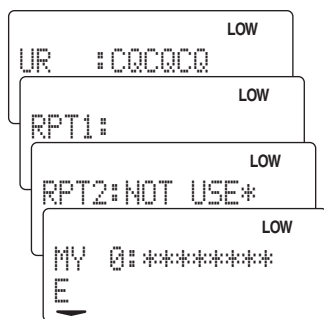 LOW
UR :CQCQCQ
LOW
RPT1:
LOW
RPT2:NOT USE*
LOW
MY 0:********
E